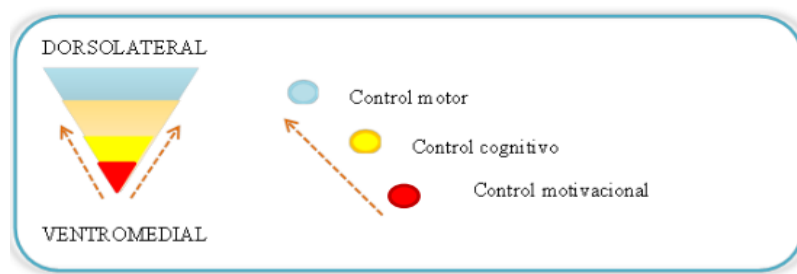 DORSOLATERAL
Control motor
Control cognitivo
Control motivacional
VENTROMEDIAL